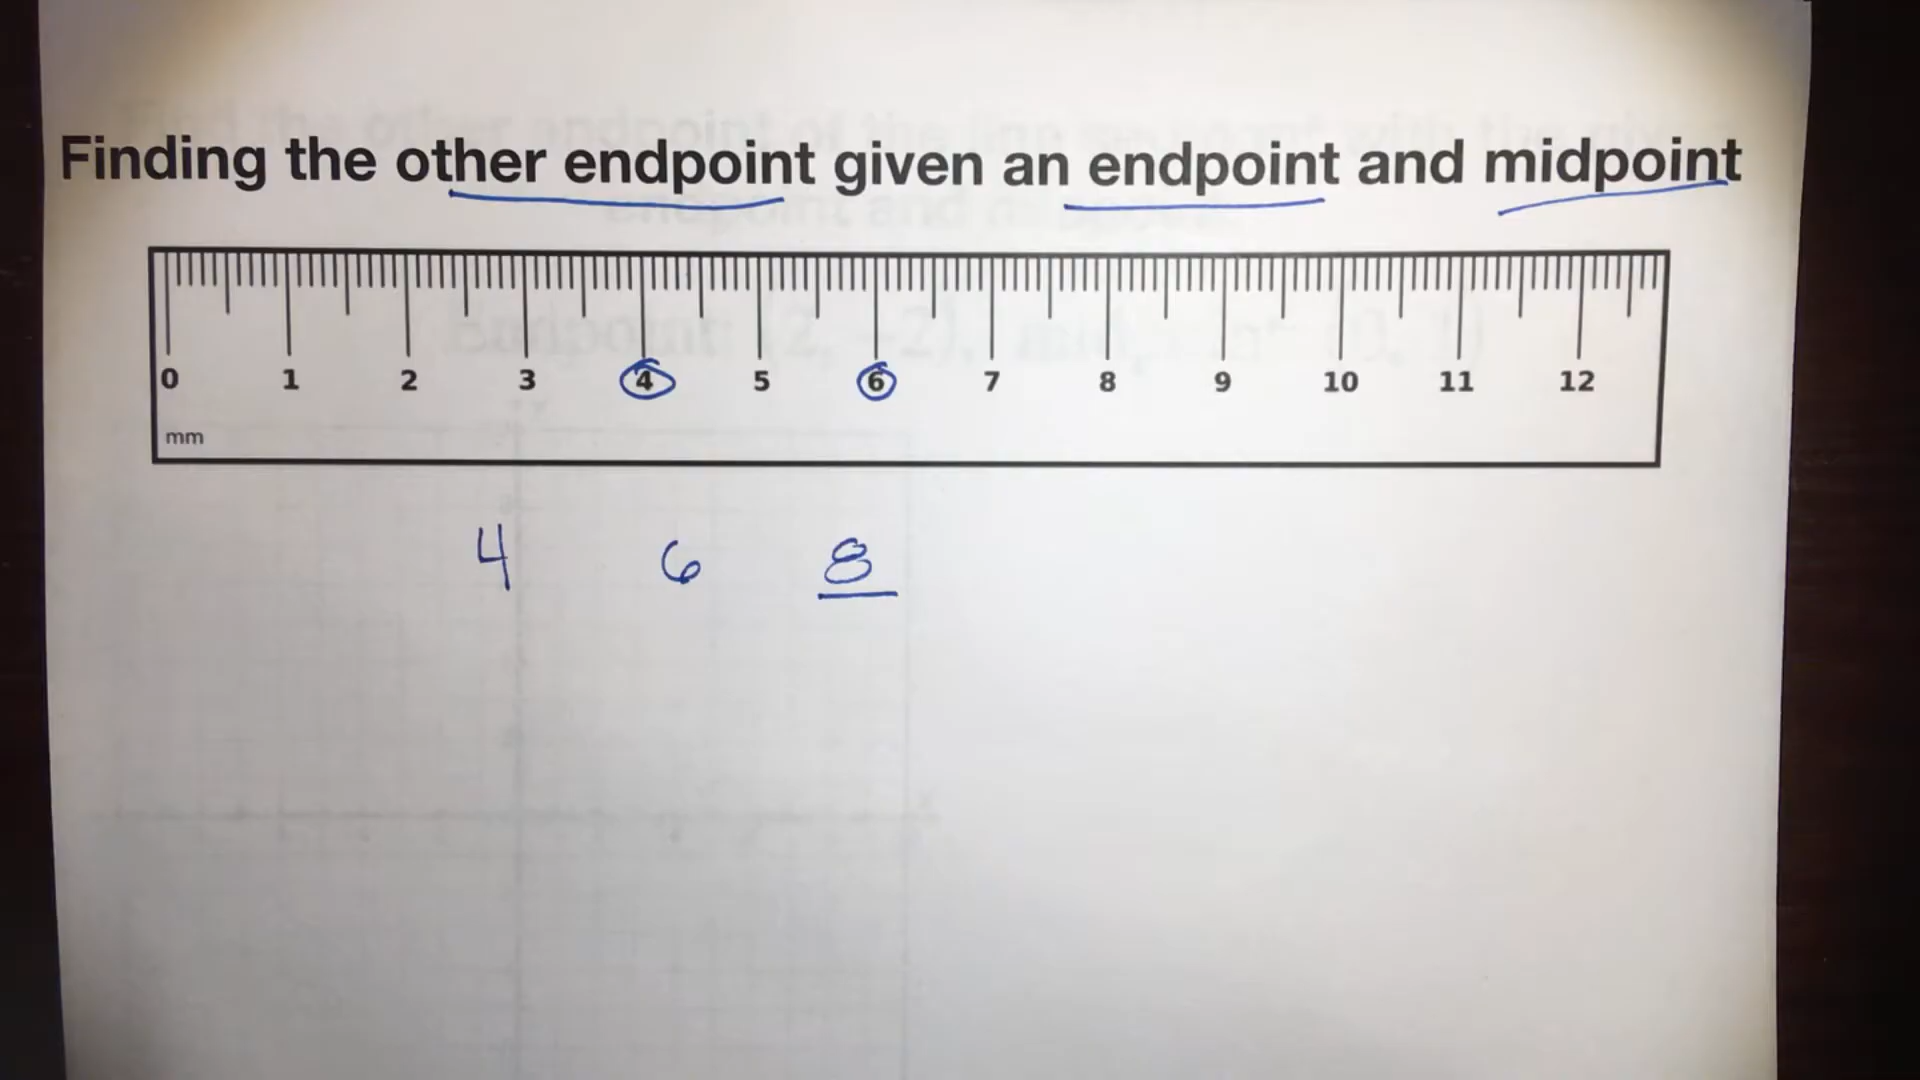 Finding the other endpoint given an endpoint and midpoint
0 1 2 3 4 5 6 7 8 9 10 11 12
mm
4 6 8